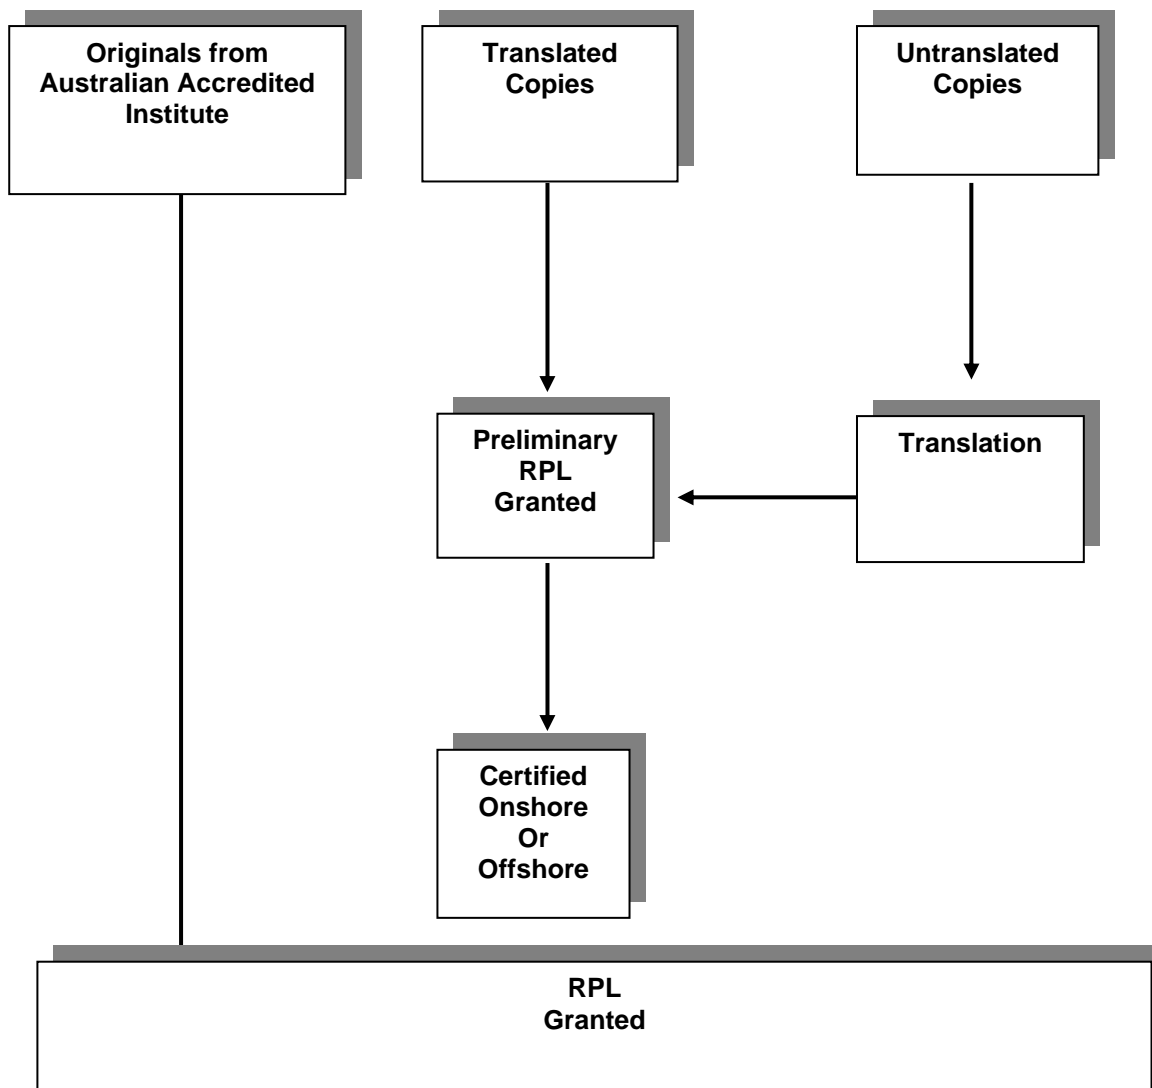 Originals from
Australian Accredited
Institute
Translated
Copies
Untranslated
Copies
Preliminary
RPL
Granted
Translation
Certified
Onshore
Or
Offshore
RPL
Granted